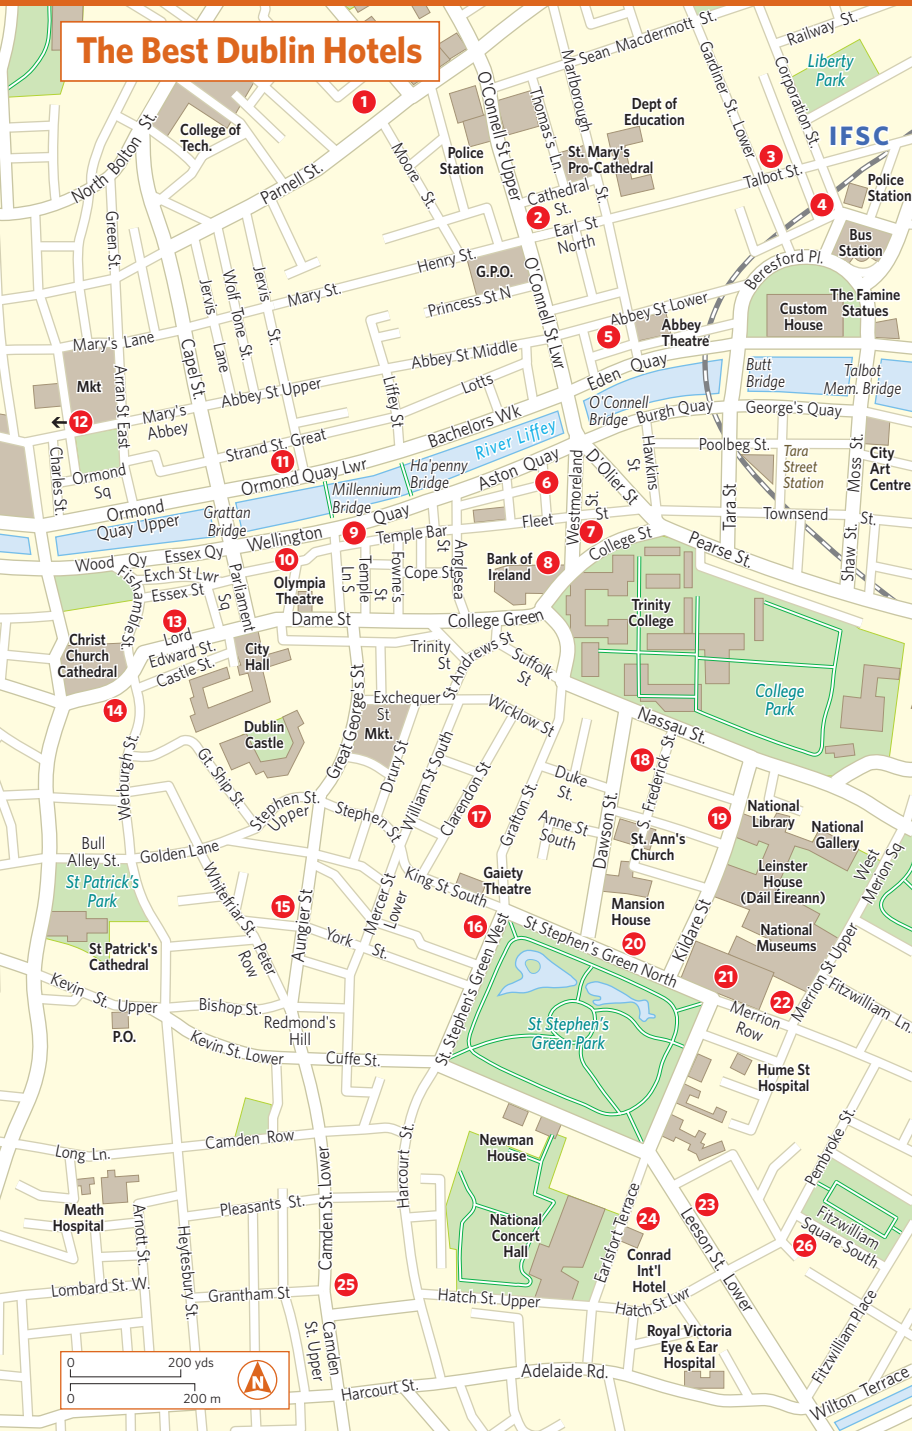 The Best Dublin Hotels
Sean Macdermott St.
Railway St.
Liberty
Park
Marlborough
St.
Gardiner St. Lower
Corporation St.
O'Connell St Upper
Thomas's Ln.
1
Dept of
Education
IFSC
College of
Tech.
North Bolton St.
Moore St.
Police
Station
St. Mary's
Pro-Cathedral
3
Parnell St.
Talbot St.
Police
Station
Cathedral
St.
4
2
Green St.
Earl St
North
Bus
Station
Henry St.
G.P.O.
Beresford Pl.
Jervis
Lane
Wolf Tone St.
Jervis
St.
Mary St.
Princess St N
O'Connell St Lwr
The Famine
Statues
Custom
House
Abbey St Lower
Abbey
Theatre
5
Mary's Lane
Capel St.
Abbey St Middle
Mkt
Arran St East
Eden Quay
Butt
Bridge
Talbot
Mem. Bridge
Abbey St Upper
Liffey St
Lotts
12
Mary's
Abbey
Bachelors Wk
O'Connell
Bridge
Burgh Quay
George's Quay
River Liffey
Strand St. Great
11
Ha'penny
Bridge
Poolbeg St.
Hawkins
St
Tara
Street
Station
Moss St.
City
Art
Centre
Charles St.
Ormond
Sq
Ormond Quay Lwr
Aston Quay
Westmoreland
St.
D'Olier St
6
Millennium
Bridge
Ormond
Quay Upper
Grattan
Bridge
Tara St
Townsend St.
Wellington Quay
9
Temple Bar
Fleet St
7
College St
Pearse St.
Shaw St.
Wood Qy
Essex Qy
10
Bank of
Ireland
8
Exch St Lwr
Essex St
Fishamble St.
Parliament
Sq
Olympia
Theatre
Temple
Ln S
Fowne's
St
Cope St
Anglesea
St
13
Dame St
College Green
Trinity
College
Christ
Church
Cathedral
Lord
Edward St.
Castle St.
City
Hall
Trinity
St
St Andrews St
Suffolk
St
College
Park
14
Exchequer
St
Wicklow St
Nassau St.
Dublin
Castle
Mkt.
Great George's St
Drury St
William St South
18
Werburgh St.
Gt. Ship St.
Clarendon St
Grafton St.
Duke
St.
S. Frederick St.
Stephen St.
Upper
Stephen St.
17
Anne St
South
Dawson St.
19
National
Library
National
Gallery
St. Ann's
Church
Bull
Alley St.
Golden Lane
West
Merion Sq
St Patrick's
Park
Whitefriar St.
King St South
Gaiety
Theatre
Leinster
House
(Dáil Éireann)
15
Aungier St
Mercer St
Lower
Mansion
House
Kildare St
National
Museums
16
St Stephen's Green North
20
St Patrick's
Cathedral
Peter
Row
York St.
21
Merrion St Upper
Kevin St. Upper
Bishop St.
St. Stephen's Green West
22
Fitzwilliam Ln.
P.O.
Redmond's
Hill
St Stephen's
Green Park
Merrion
Row
Kevin St. Lower
Cuffe St.
Hume St
Hospital
Camden Row
Long Ln.
Newman
House
Pembroke St.
Meath
Hospital
Arnott St.
Heytesbury St.
Pleasants St.
Camden St. Lower
Harcourt St.
National
Concert
Hall
Earlsfort Terrace
24
23
Leeson St. Lower
Fitzwilliam
Square South
26
Conrad
Int'l
Hotel
Lombard St. W.
Grantham St
25
Hatch St. Upper
Hatch St Lwr
Camden
St. Upper
Royal Victoria
Eye & Ear
Hospital
Fitzwilliam Place
Adelaide Rd.
Harcourt St.
Wilton Terrace
0
200 yds
0
200 m
N